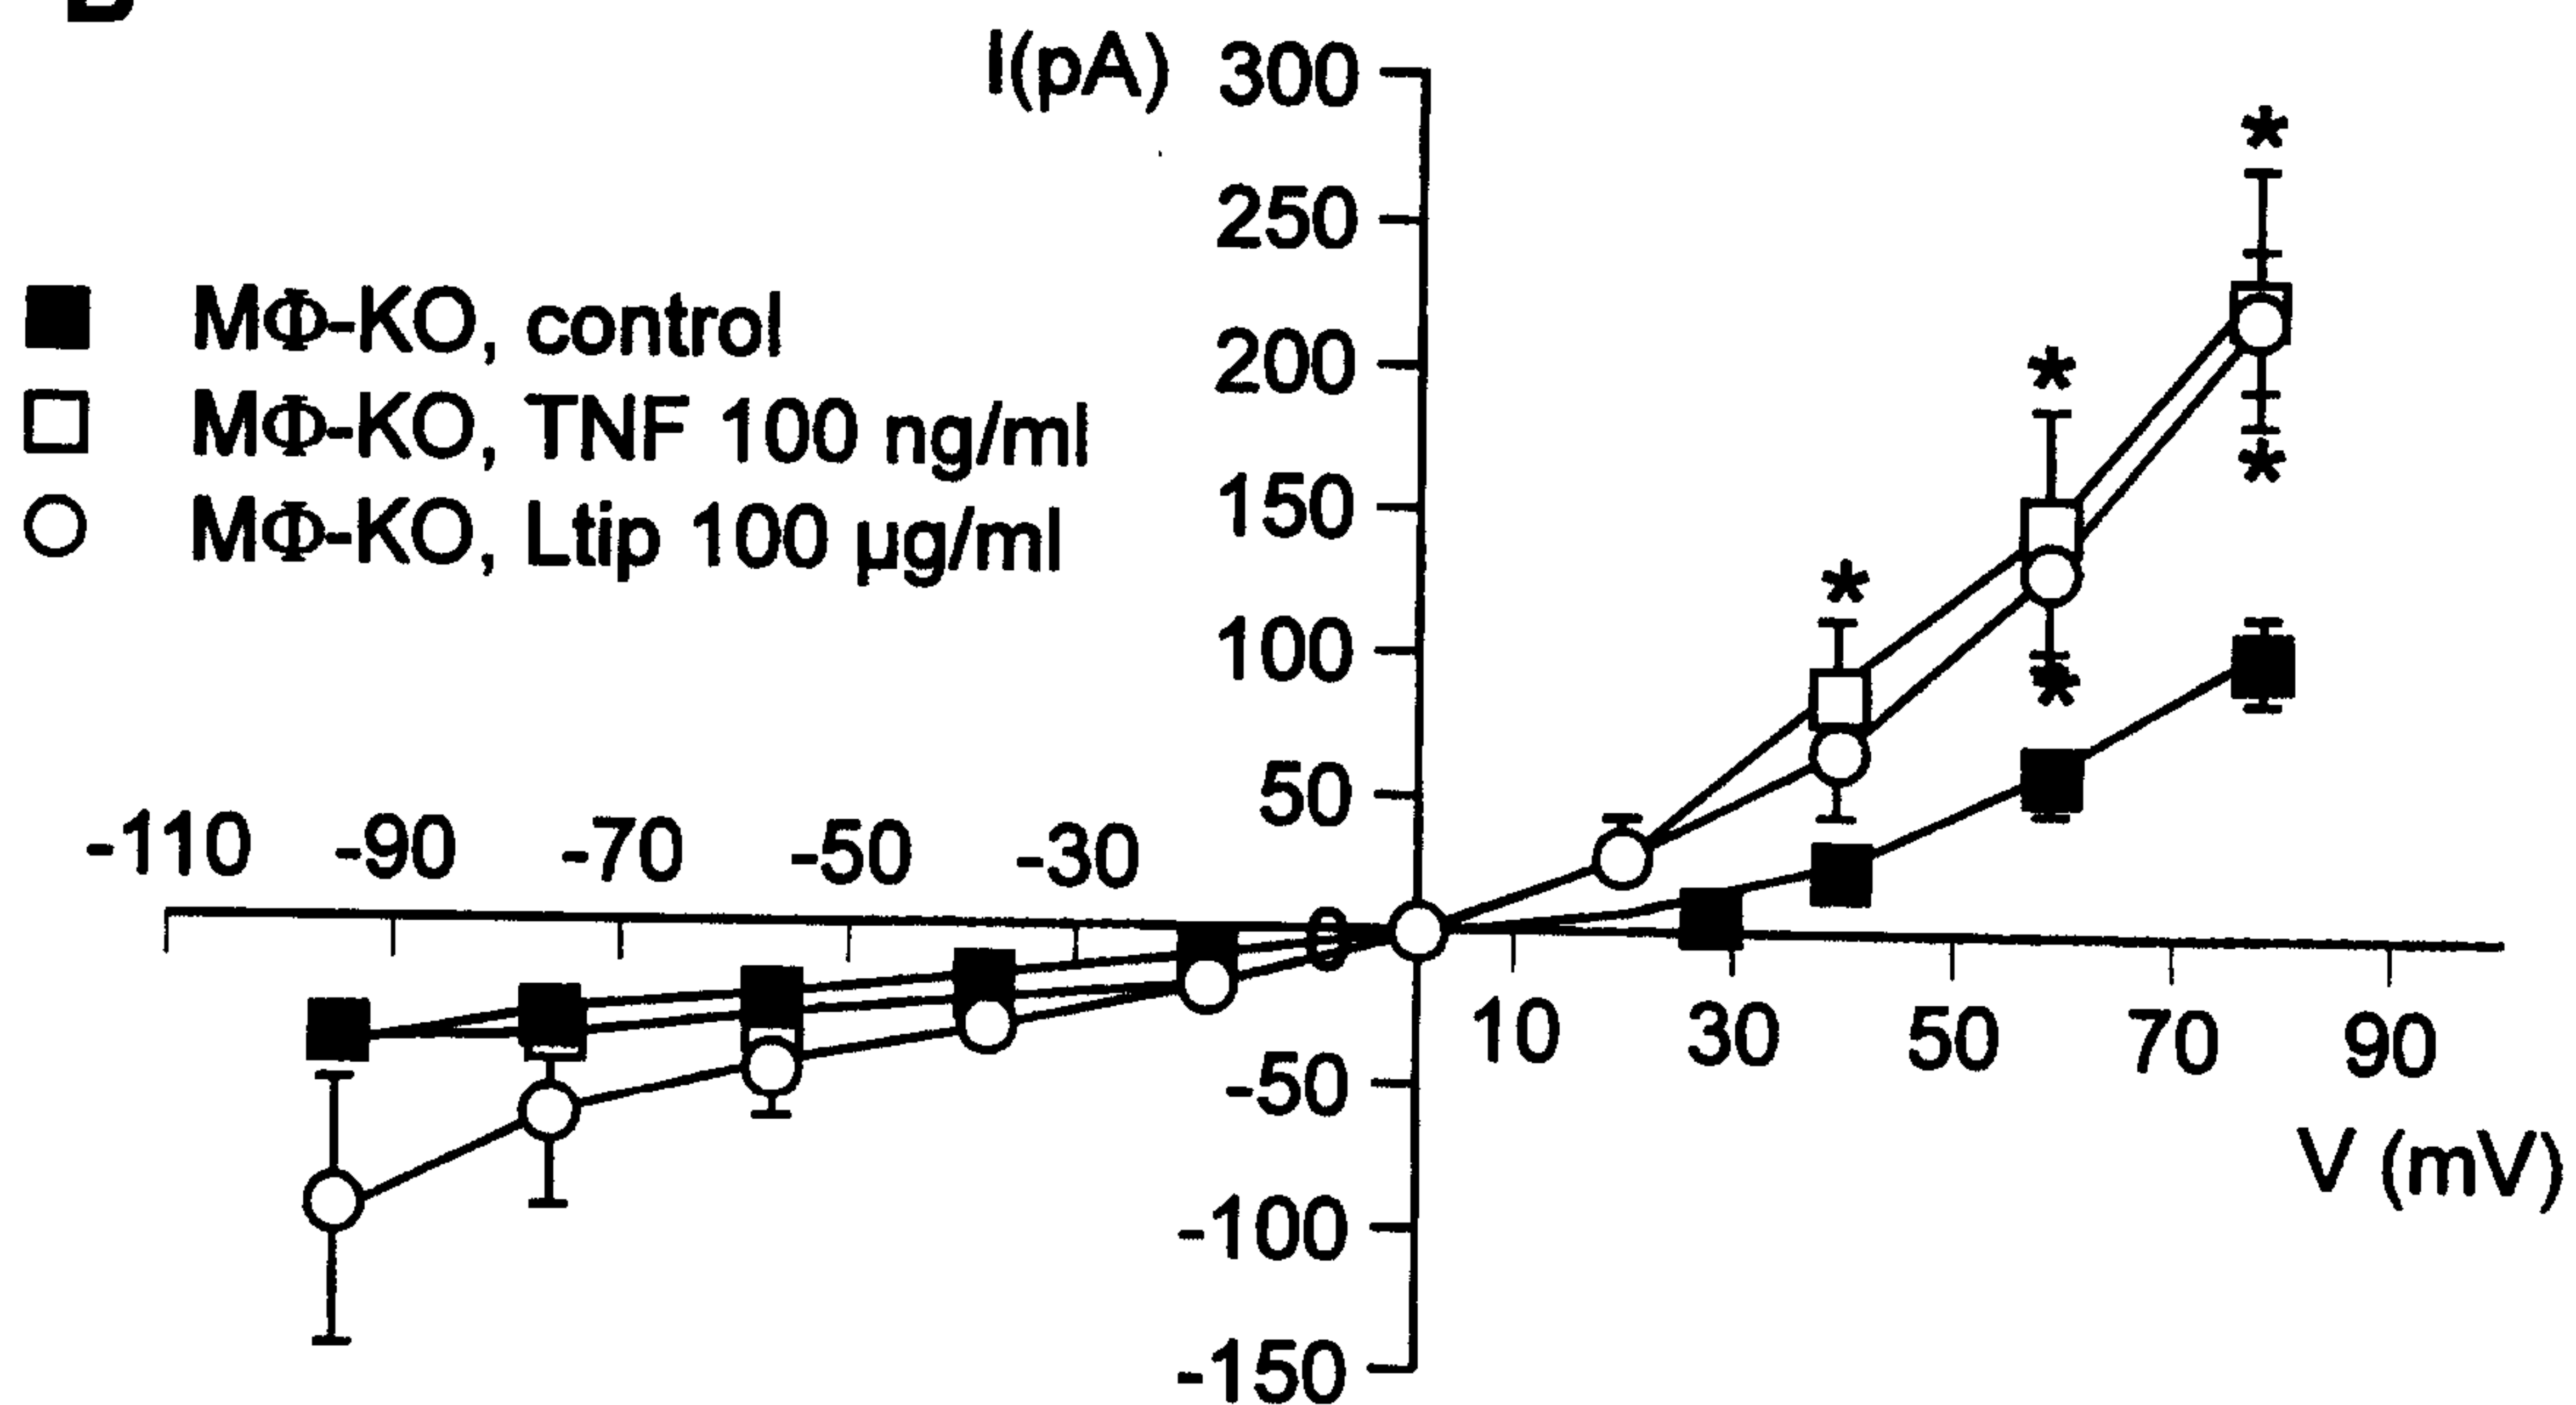 I(pA)
300
250
200
150
100
50
0
-50
-100
-150
MΦ-KO, control
MΦ-KO, TNF 100 ng/ml
MΦ-KO, Ltip 100 µg/ml
*
*
*
*
*
-110 -90 -70 -50 -30
10 30 50 70 90
V (mV)